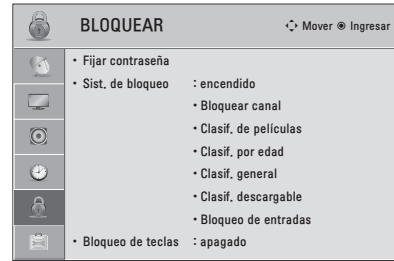 BLOQUEAR
Mover ◉ Ingresar
• Fijar contraseña
• Sist. de bloqueo : encendido
• Bloquear canal
• Clasif. de películas
• Clasif. por edad
• Clasif. general
• Clasif. descargable
• Bloqueo de entradas
• Bloqueo de teclas : apagado